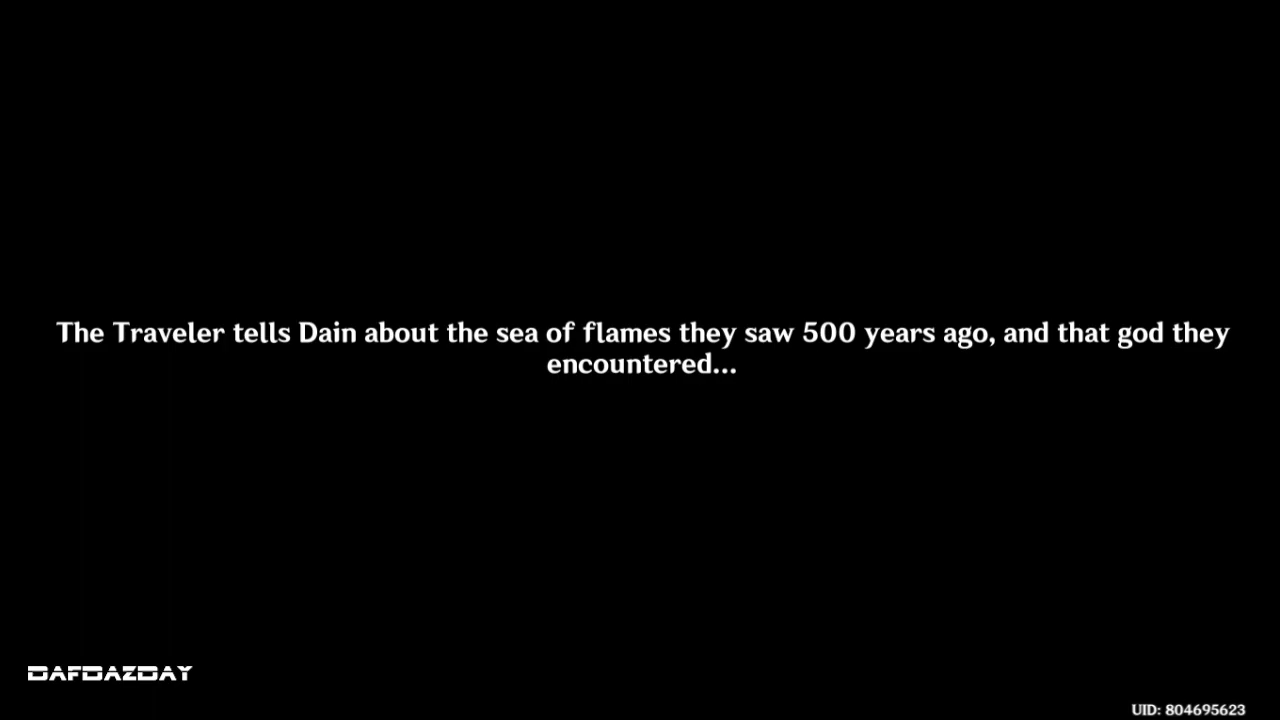 The Traveler tells Dain about the sea of flames they saw 500 years ago, and that god they
encountered...
DAFDAZDAY
UID: 804695623